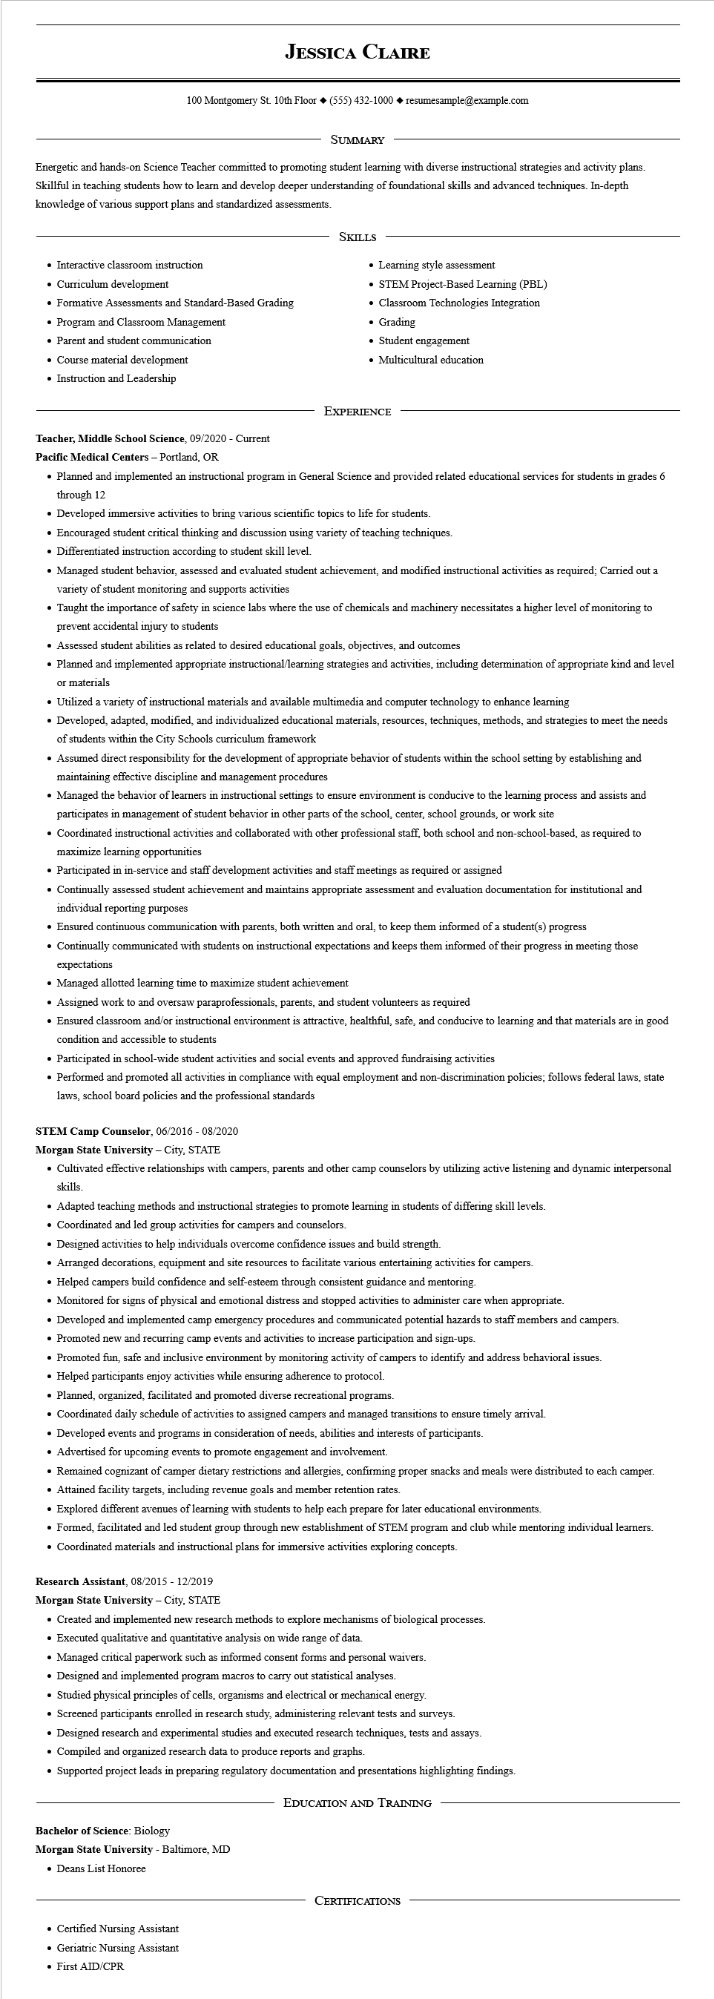 Jessica Claire
100 Montgomery St. 10th Floor ◆ (555) 432-1000 ◆ resumesample@example.com
Summary
Energetic and hands-on Science Teacher committed to promoting student learning with diverse instructional strategies and activity plans.
Skillful in teaching students how to learn and develop deeper understanding of foundational skills and advanced techniques. In-depth
knowledge of various support plans and standardized assessments.
Skills
• Interactive classroom instruction
• Curriculum development
• Formative Assessments and Standard-Based Grading
• Program and Classroom Management
• Parent and student communication
• Course material development
• Instruction and Leadership
• Learning style assessment
• STEM Project-Based Learning (PBL)
• Classroom Technologies Integration
• Grading
• Student engagement
• Multicultural education
Experience
Teacher, Middle School Science, 09/2020 - Current
Pacific Medical Centers – Portland, OR
• Planned and implemented an instructional program in General Science and provided related educational services for students in grades 6
through 12
• Developed immersive activities to bring various scientific topics to life for students.
• Encouraged student critical thinking and discussion using variety of teaching techniques.
• Differentiated instruction according to student skill level.
• Managed student behavior, assessed and evaluated student achievement, and modified instructional activities as required; Carried out a
variety of student monitoring and supports activities
• Taught the importance of safety in science labs where the use of chemicals and machinery necessitates a higher level of monitoring to
prevent accidental injury to students
• Assessed student abilities as related to desired educational goals, objectives, and outcomes
• Planned and implemented appropriate instructional/learning strategies and activities, including determination of appropriate kind and level
or materials
• Utilized a variety of instructional materials and available multimedia and computer technology to enhance learning
• Developed, adapted, modified, and individualized educational materials, resources, techniques, methods, and strategies to meet the needs
of students within the City Schools curriculum framework
• Assumed direct responsibility for the development of appropriate behavior of students within the school setting by establishing and
maintaining effective discipline and management procedures
• Managed the behavior of learners in instructional settings to ensure environment is conducive to the learning process and assists and
participates in management of student behavior in other parts of the school, center, school grounds, or work site
• Coordinated instructional activities and collaborated with other professional staff, both school and non-school-based, as required to
maximize learning opportunities
• Participated in in-service and staff development activities and staff meetings as required or assigned
• Continually assessed student achievement and maintains appropriate assessment and evaluation documentation for institutional and
individual reporting purposes
• Ensured continuous communication with parents, both written and oral, to keep them informed of a student(s) progress
• Continually communicated with students on instructional expectations and keeps them informed of their progress in meeting those
expectations
• Managed allotted learning time to maximize student achievement
• Assigned work to and oversaw paraprofessionals, parents, and student volunteers as required
• Ensured classroom and/or instructional environment is attractive, healthful, safe, and conducive to learning and that materials are in good
condition and accessible to students
• Participated in school-wide student activities and social events and approved fundraising activities
• Performed and promoted all activities in compliance with equal employment and non-discrimination policies; follows federal laws, state
laws, school board policies and the professional standards
STEM Camp Counselor, 06/2016 - 08/2020
Morgan State University – City, STATE
• Cultivated effective relationships with campers, parents and other camp counselors by utilizing active listening and dynamic interpersonal
skills.
• Adapted teaching methods and instructional strategies to promote learning in students of differing skill levels.
• Coordinated and led group activities for campers and counselors.
• Designed activities to help individuals overcome confidence issues and build strength.
• Arranged decorations, equipment and site resources to facilitate various entertaining activities for campers.
• Helped campers build confidence and self-esteem through consistent guidance and mentoring.
• Monitored for signs of physical and emotional distress and stopped activities to administer care when appropriate.
• Developed and implemented camp emergency procedures and communicated potential hazards to staff members and campers.
• Promoted new and recurring camp events and activities to increase participation and sign-ups.
• Promoted fun, safe and inclusive environment by monitoring activity of campers to identify and address behavioral issues.
• Helped participants enjoy activities while ensuring adherence to protocol.
• Planned, organized, facilitated and promoted diverse recreational programs.
• Coordinated daily schedule of activities to assigned campers and managed transitions to ensure timely arrival.
• Developed events and programs in consideration of needs, abilities and interests of participants.
• Advertised for upcoming events to promote engagement and involvement.
• Remained cognizant of camper dietary restrictions and allergies, confirming proper snacks and meals were distributed to each camper.
• Attained facility targets, including revenue goals and member retention rates.
• Explored different avenues of learning with students to help each prepare for later educational environments.
• Formed, facilitated and led student group through new establishment of STEM program and club while mentoring individual learners.
• Coordinated materials and instructional plans for immersive activities exploring concepts.
Research Assistant, 08/2015 - 12/2019
Morgan State University – City, STATE
• Created and implemented new research methods to explore mechanisms of biological processes.
• Executed qualitative and quantitative analysis on wide range of data.
• Managed critical paperwork such as informed consent forms and personal waivers.
• Designed and implemented program macros to carry out statistical analyses.
• Studied physical principles of cells, organisms and electrical or mechanical energy.
• Screened participants enrolled in research study, administering relevant tests and surveys.
• Designed research and experimental studies and executed research techniques, tests and assays.
• Compiled and organized research data to produce reports and graphs.
• Supported project leads in preparing regulatory documentation and presentations highlighting findings.
Education and Training
Bachelor of Science: Biology
Morgan State University - Baltimore, MD
• Deans List Honoree
Certifications
• Certified Nursing Assistant
• Geriatric Nursing Assistant
• First AID/CPR